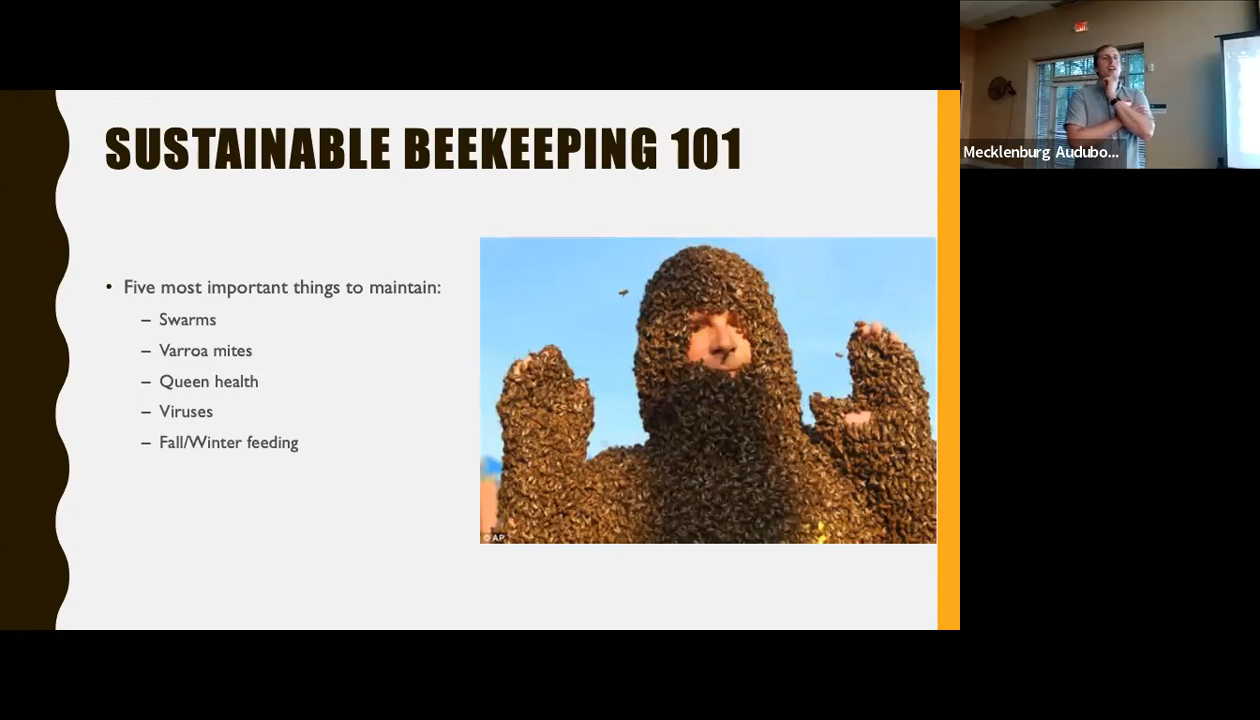 SUSTAINABLE BEEKEEPING 101
• Five most important things to maintain:
– Swarms
– Varroa mites
– Queen health
– Viruses
– Fall/Winter feeding
© AP
Mecklenburg Audubo...